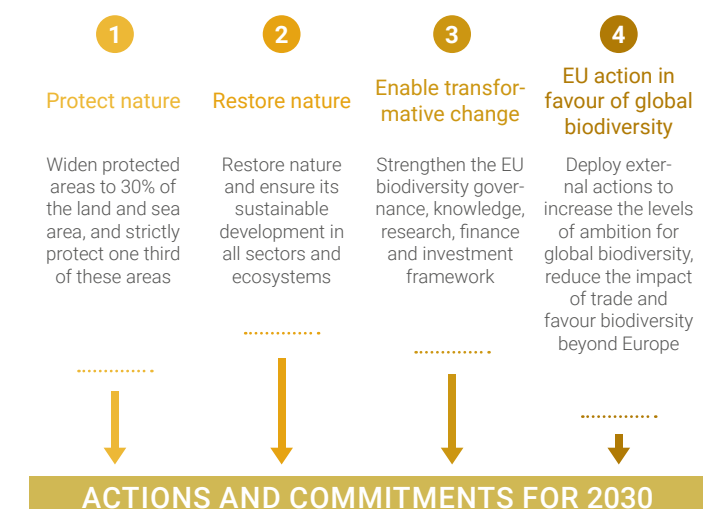 1
Protect nature
Widen protected
areas to 30% of
the land and sea
area, and strictly
protect one third
of these areas
2
Restore nature
Restore nature
and ensure its
sustainable
development in
all sectors and
ecosystems
3
Enable transfor-
mative change
Strengthen the EU
biodiversity gover-
nance, knowledge,
research, finance
and investment
framework
4
EU action in
favour of global
biodiversity
Deploy exter-
nal actions to
increase the levels
of ambition for
global biodiversity,
reduce the impact
of trade and
favour biodiversity
beyond Europe
ACTIONS AND COMMITMENTS FOR 2030